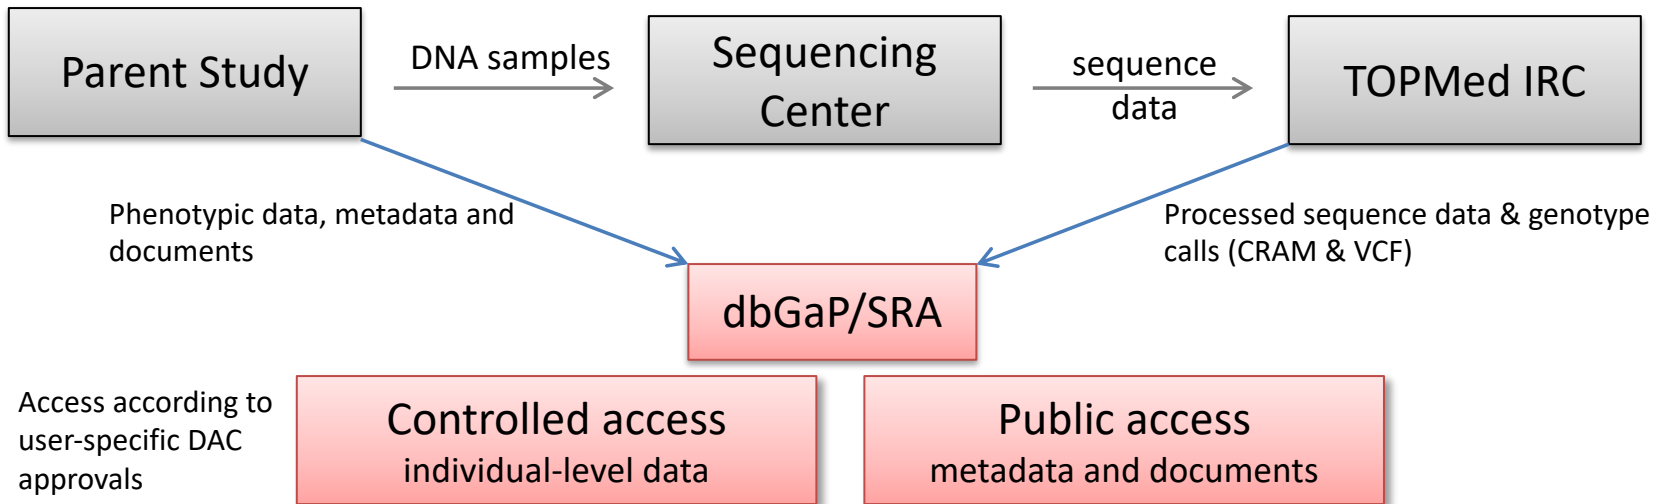 Parent Study
DNA samples
Sequencing
Center
sequence
data
TOPMed IRC
Phenotypic data, metadata and
documents
Processed sequence data & genotype
calls (CRAM & VCF)
dbGaP/SRA
Access according to
user-specific DAC
approvals
Controlled access
individual-level data
Public access
metadata and documents